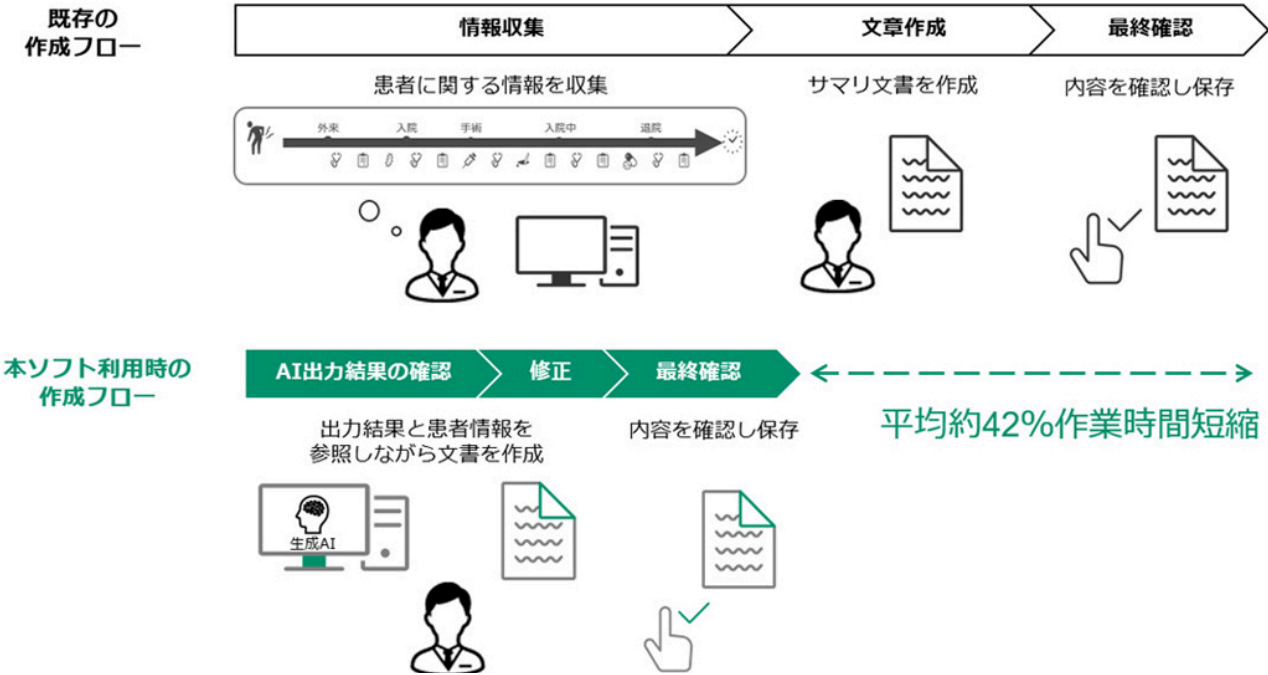 既存の
作成フロー
情報収集
文章作成
最終確認
患者に関する情報を収集
サマリ文書を作成
内容を確認し保存
外来
入院
手術
入院中
退院
本ソフト利用時の
作成フロー
AI出力結果の確認
修正
最終確認
平均約42%作業時間短縮
出力結果と患者情報を
参照しながら文書を作成
内容を確認し保存
生成AI